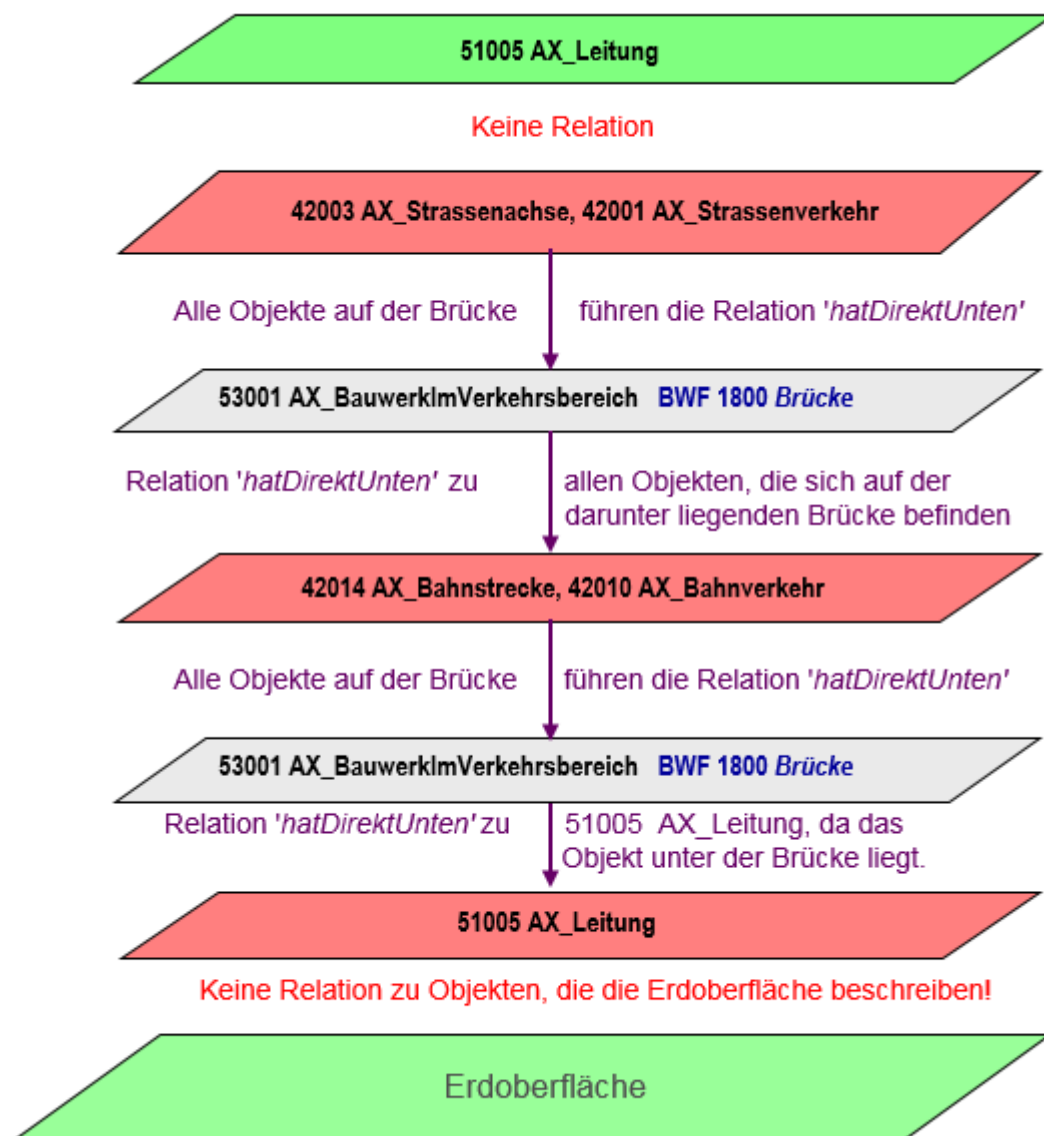 51005 AX_Leitung
Keine Relation
42003 AX_Strassenachse, 42001 AX_Strassenverkehr
Alle Objekte auf der Brücke führen die Relation 'hatDirektUnten'
53001 AX_BauwerkImVerkehrsbereich BWF 1800 Brücke
Relation 'hatDirektUnten' zu allen Objekten, die sich auf der
darunter liegenden Brücke befinden
42014 AX_Bahnstrecke, 42010 AX_Bahnverkehr
Alle Objekte auf der Brücke führen die Relation 'hatDirektUnten'
53001 AX_BauwerkImVerkehrsbereich BWF 1800 Brücke
Relation 'hatDirektUnten' zu 51005 AX_Leitung, da das
Objekt unter der Brücke liegt.
51005 AX_Leitung
Keine Relation zu Objekten, die die Erdoberfläche beschreiben!
Erdoberfläche